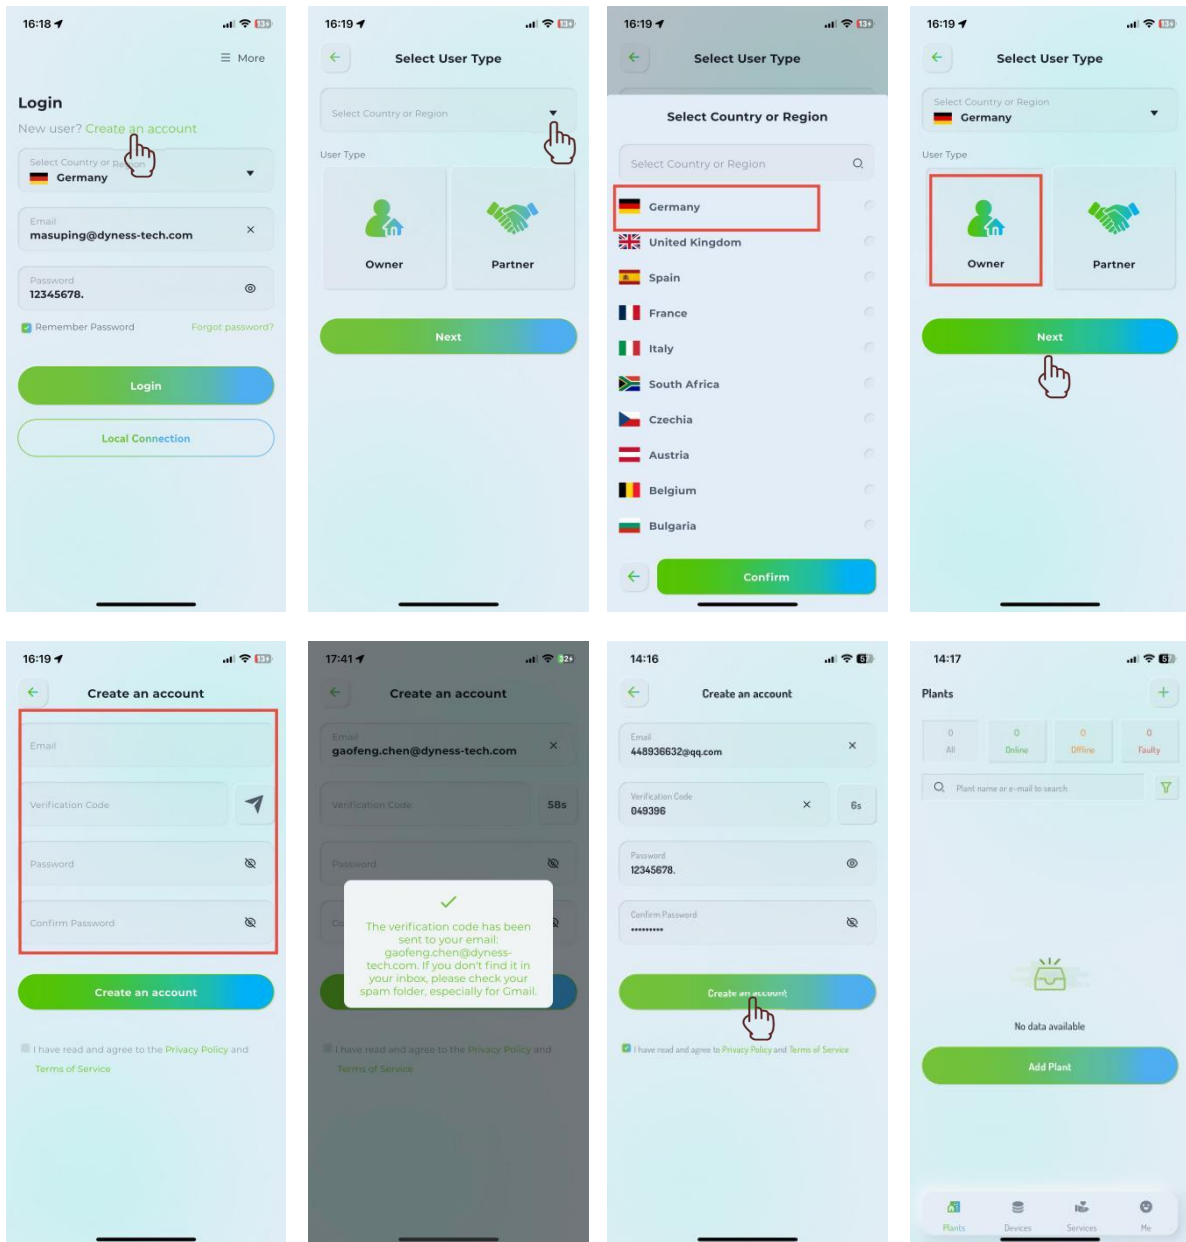 16:18
More
Login
New user? Create an account
Select Country or Region
Germany
Email
masuping@dyness-tech.com
Password
12345678.
Remember Password
Forgot password?
Login
Local Connection
16:19
Select User Type
Select Country or Region
User Type
Owner
Partner
Next
16:19
Select User Type
Select Country or Region
Select Country or Region
Germany
United Kingdom
Spain
France
Italy
South Africa
Czechia
Austria
Belgium
Bulgaria
Confirm
16:19
Select User Type
Select Country or Region
Germany
User Type
Owner
Partner
Next
16:19
Create an account
Email
Verification Code
Password
Confirm Password
Create an account
I have read and agree to the Privacy Policy and
Terms of Service
17:41
Create an account
Email
gaofeng.chen@dyness-tech.com
Verification Code
58s
Password
The verification code has been
sent to your email:
gaofeng.chen@dyness-
tech.com. If you don't find it in
your inbox, please check your
spam folder, especially for Gmail.
I have read and agree to the Privacy Policy and
Terms of Service
14:16
Create an account
Email
448936632@qq.com
Verification Code
049396
6s
Password
12345678.
Confirm Password
•••••••••
Create an account
I have read and agree to Privacy Policy and Terms of Service
14:17
Plants
0
All
0
Online
0
Offline
0
Faulty
Plant name or e-mail to search
No data available
Add Plant
Plants
Devices
Services
Me